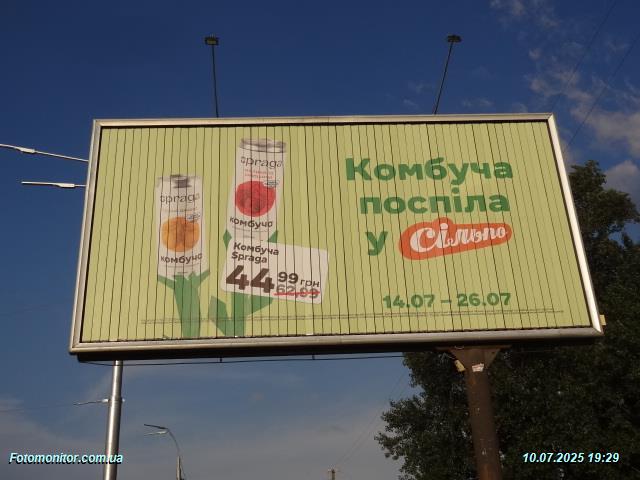 Комбуча
поспіла
у Сільпо
14.07 – 26.07
spraga
комбуча
spraga
комбуча
Комбуча
Spraga
44 99 грн
62,99
Fotomonitor.com.ua
10.07.2025 19:29